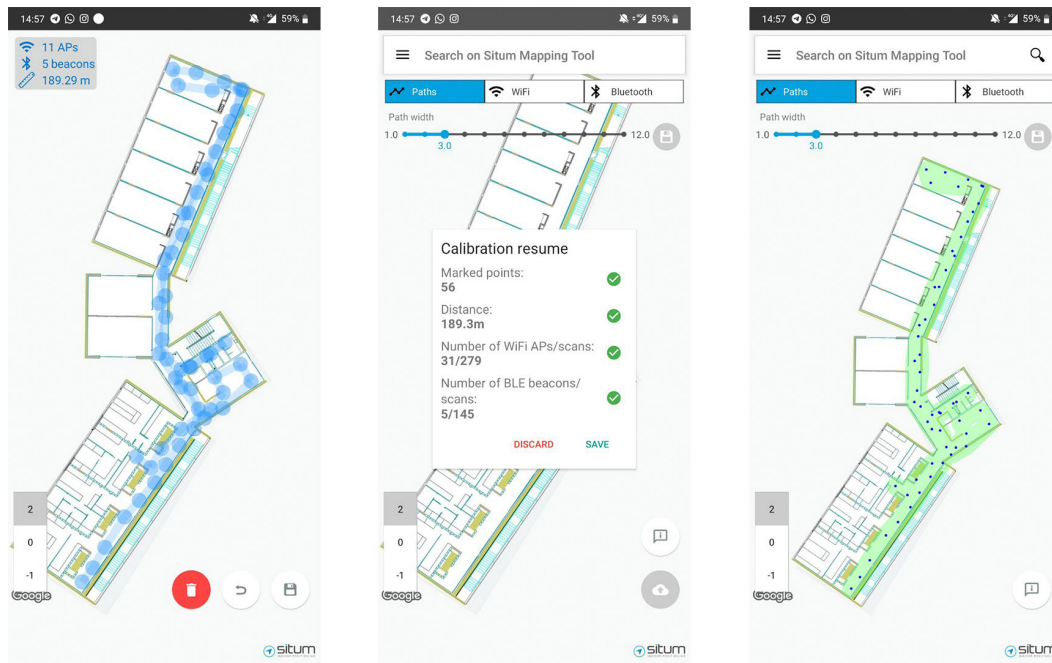 14:57
4G
59%
11 APs
5 beacons
189.29 m
2
0
-1
Google
situm
14:57
4G
59%
Search on Situm Mapping Tool
Paths
WiFi
Bluetooth
Path width
1.0
12.0
3.0
Calibration resume
Marked points:
56
Distance:
189.3m
Number of WiFi APs/scans:
31/279
Number of BLE beacons/
scans:
5/145
DISCARD
SAVE
2
0
-1
Google
situm
14:57
4G
59%
Search on Situm Mapping Tool
Paths
WiFi
Bluetooth
Path width
1.0
12.0
3.0
2
0
-1
Google
situm